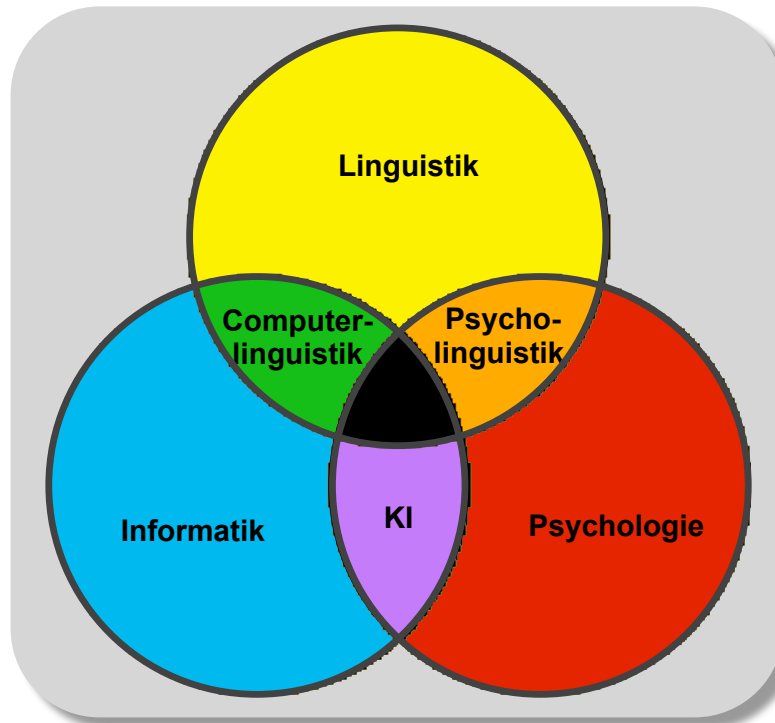 Linguistik
Computer-
linguistik
Psycho-
linguistik
Informatik
KI
Psychologie